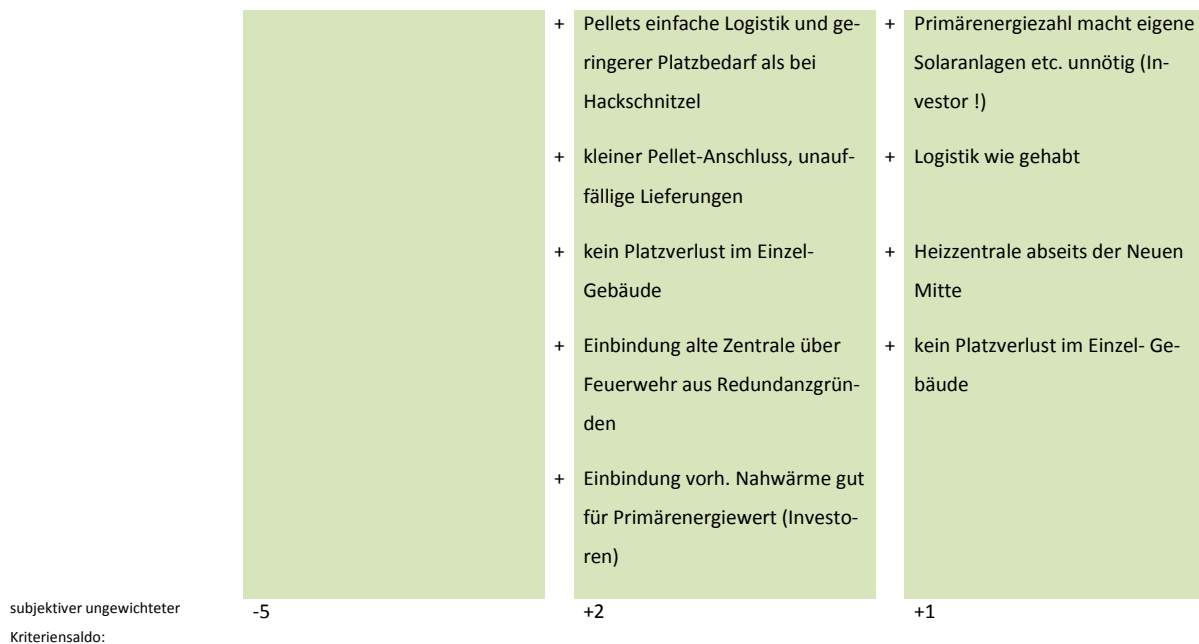 + Pellets einfache Logistik und ge-
ringerer Platzbedarf als bei
Hackschnitzel
+ kleiner Pellet-Anschluss, unauf-
fällige Lieferungen
+ kein Platzverlust im Einzel-
Gebäude
+ Einbindung alte Zentrale über
Feuerwehr aus Redundanzgrün-
den
+ Einbindung vorh. Nahwärme gut
für Primärenergiewert (Investo-
ren)
+ Primärenergiezahl macht eigene
Solaranlagen etc. unnötig (In-
vestor !)
+ Logistik wie gehabt
+ Heizzentrale abseits der Neuen
Mitte
+ kein Platzverlust im Einzel- Ge-
bäude
subjektiver ungewichteter
Kriteriensaldo:
-5
+2
+1